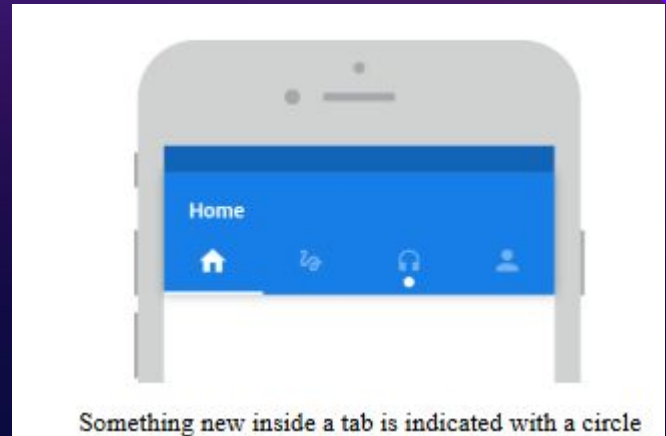 Home
Something new inside a tab is indicated with a circle